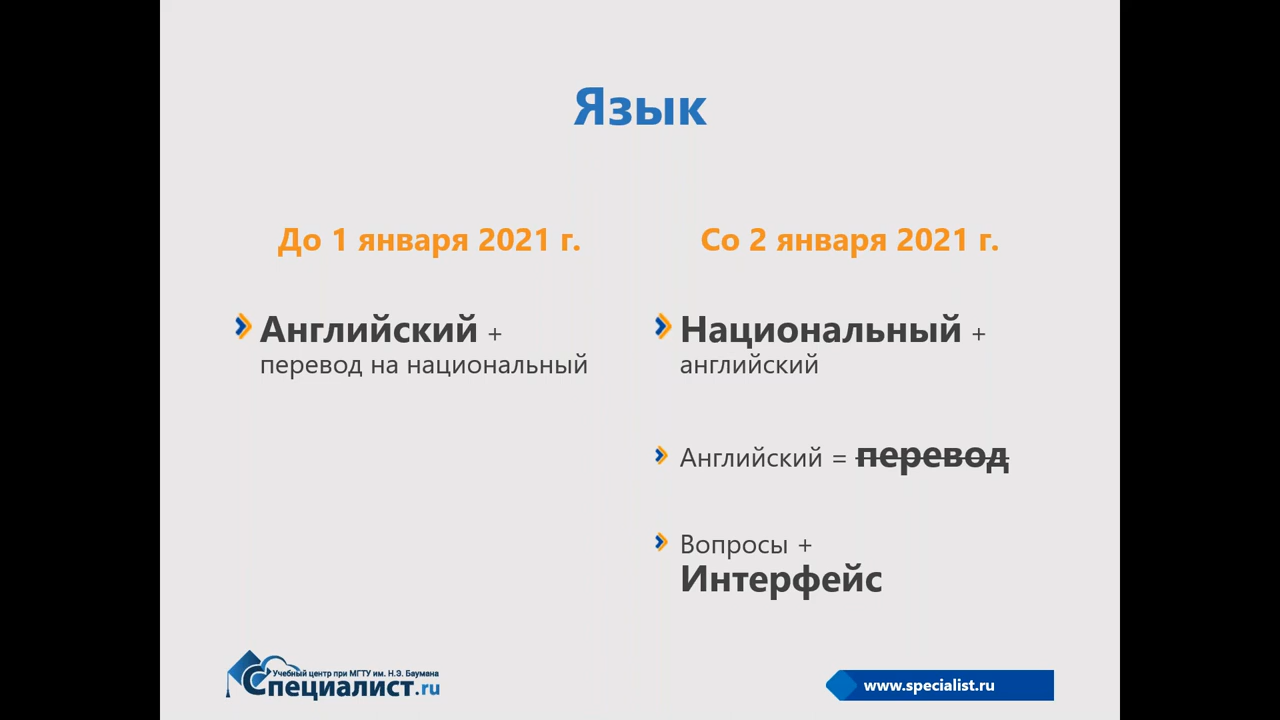 Язык
До 1 января 2021 г.
Английский +
перевод на национальный
Со 2 января 2021 г.
Национальный +
английский
Английский = перевод
Вопросы +
Интерфейс
Учебный центр при МГТУ им. Н.Э. Баумана
Специалист.ru
www.specialist.ru